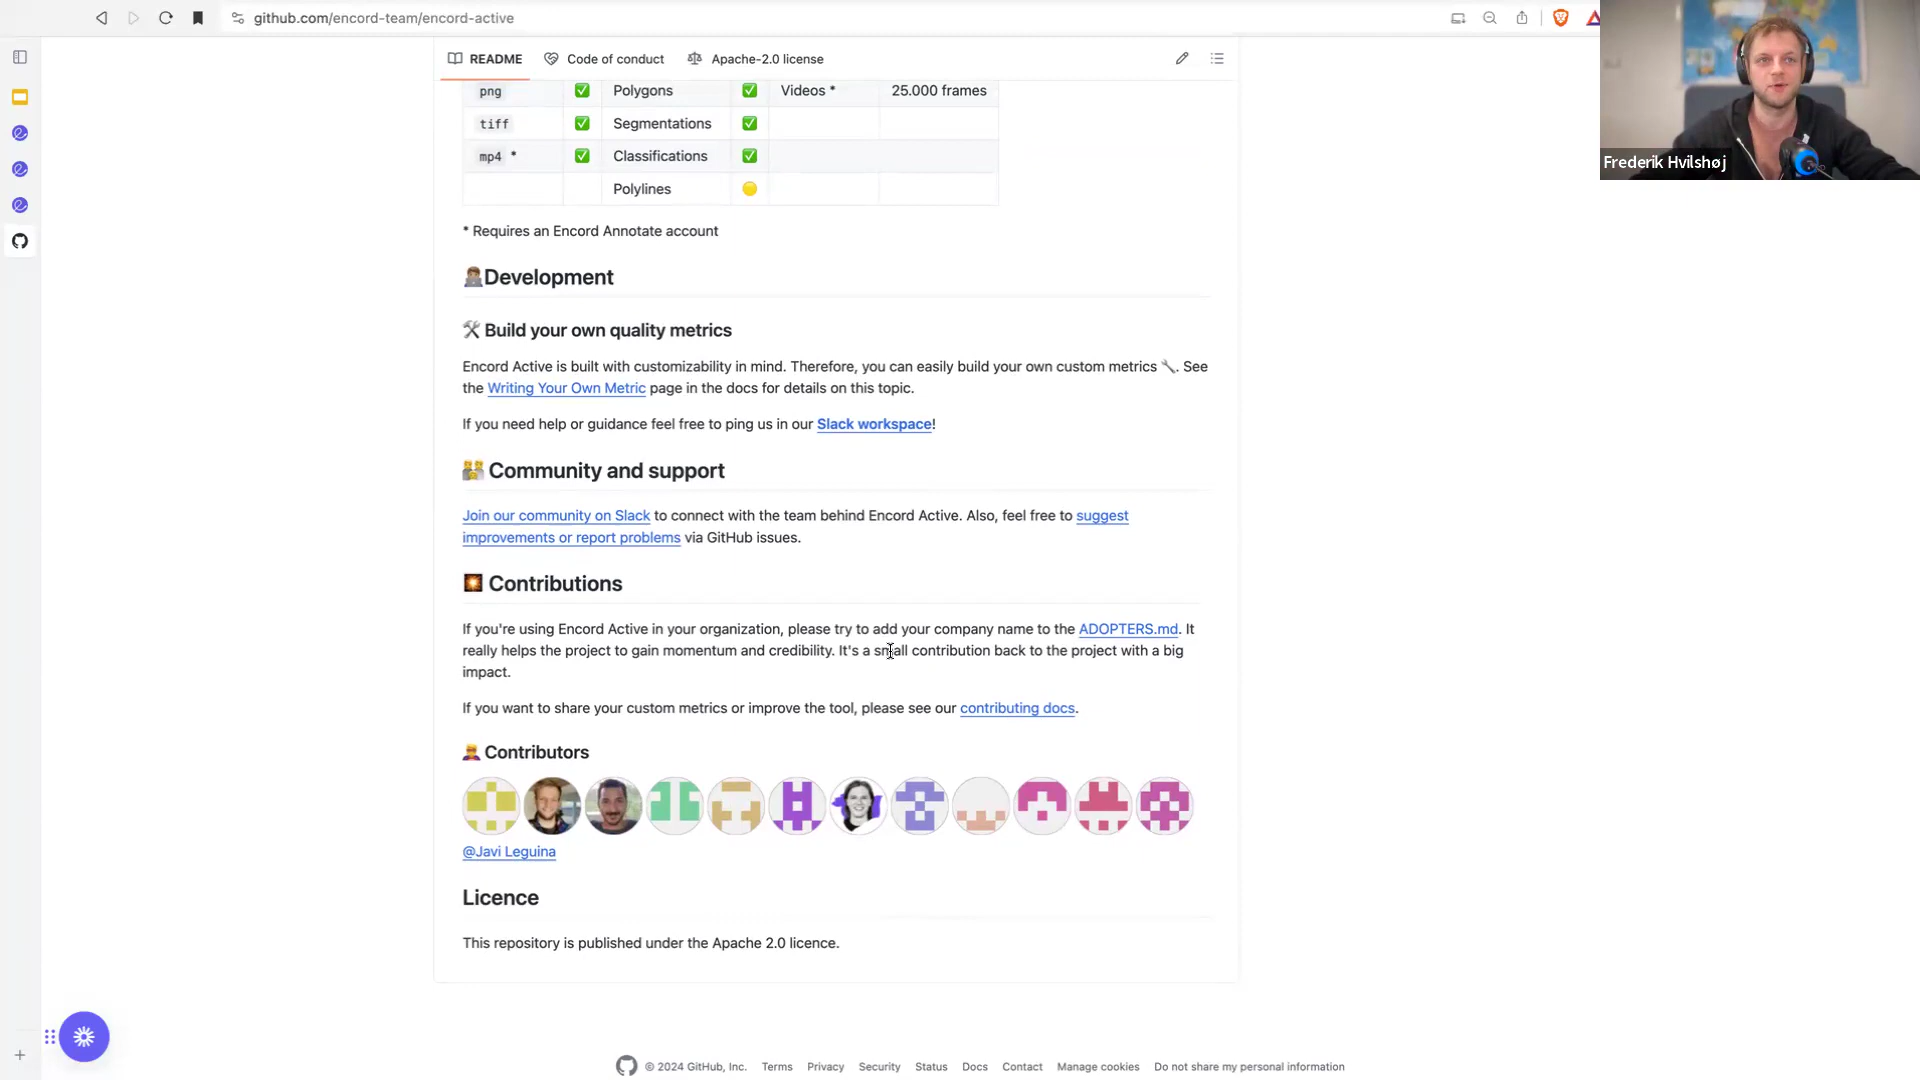 github.com/encord-team/encord-active
README
Code of conduct
Apache-2.0 licence
Frederik Hvilshøj
png ✅ Polygons ✅ Videos * 25.000 frames
tiff ✅ Segmentations ✅
mp4 * ✅ Classifications ✅
Polylines 🟡
* Requires an Encord Annotate account
Development
🛠 Build your own quality metrics
Encord Active is built with customizability in mind. Therefore, you can easily build your own custom metrics 🔧. See
the Writing Your Own Metric page in the docs for details on this topic.
If you need help or guidance feel free to ping us in our Slack workspace!
Community and support
Join our community on Slack to connect with the team behind Encord Active. Also, feel free to suggest
improvements or report problems via GitHub issues.
Contributions
If you're using Encord Active in your organization, please try to add your company name to the ADOPTERS.md. It
really helps the project to gain momentum and credibility. It's a small contribution back to the project with a big
impact.
If you want to share your custom metrics or improve the tool, please see our contributing docs.
Contributors
@Javi Leguina
Licence
This repository is published under the Apache 2.0 licence.
© 2024 GitHub, Inc. Terms Privacy Security Status Docs Contact Manage cookies Do not share my personal information